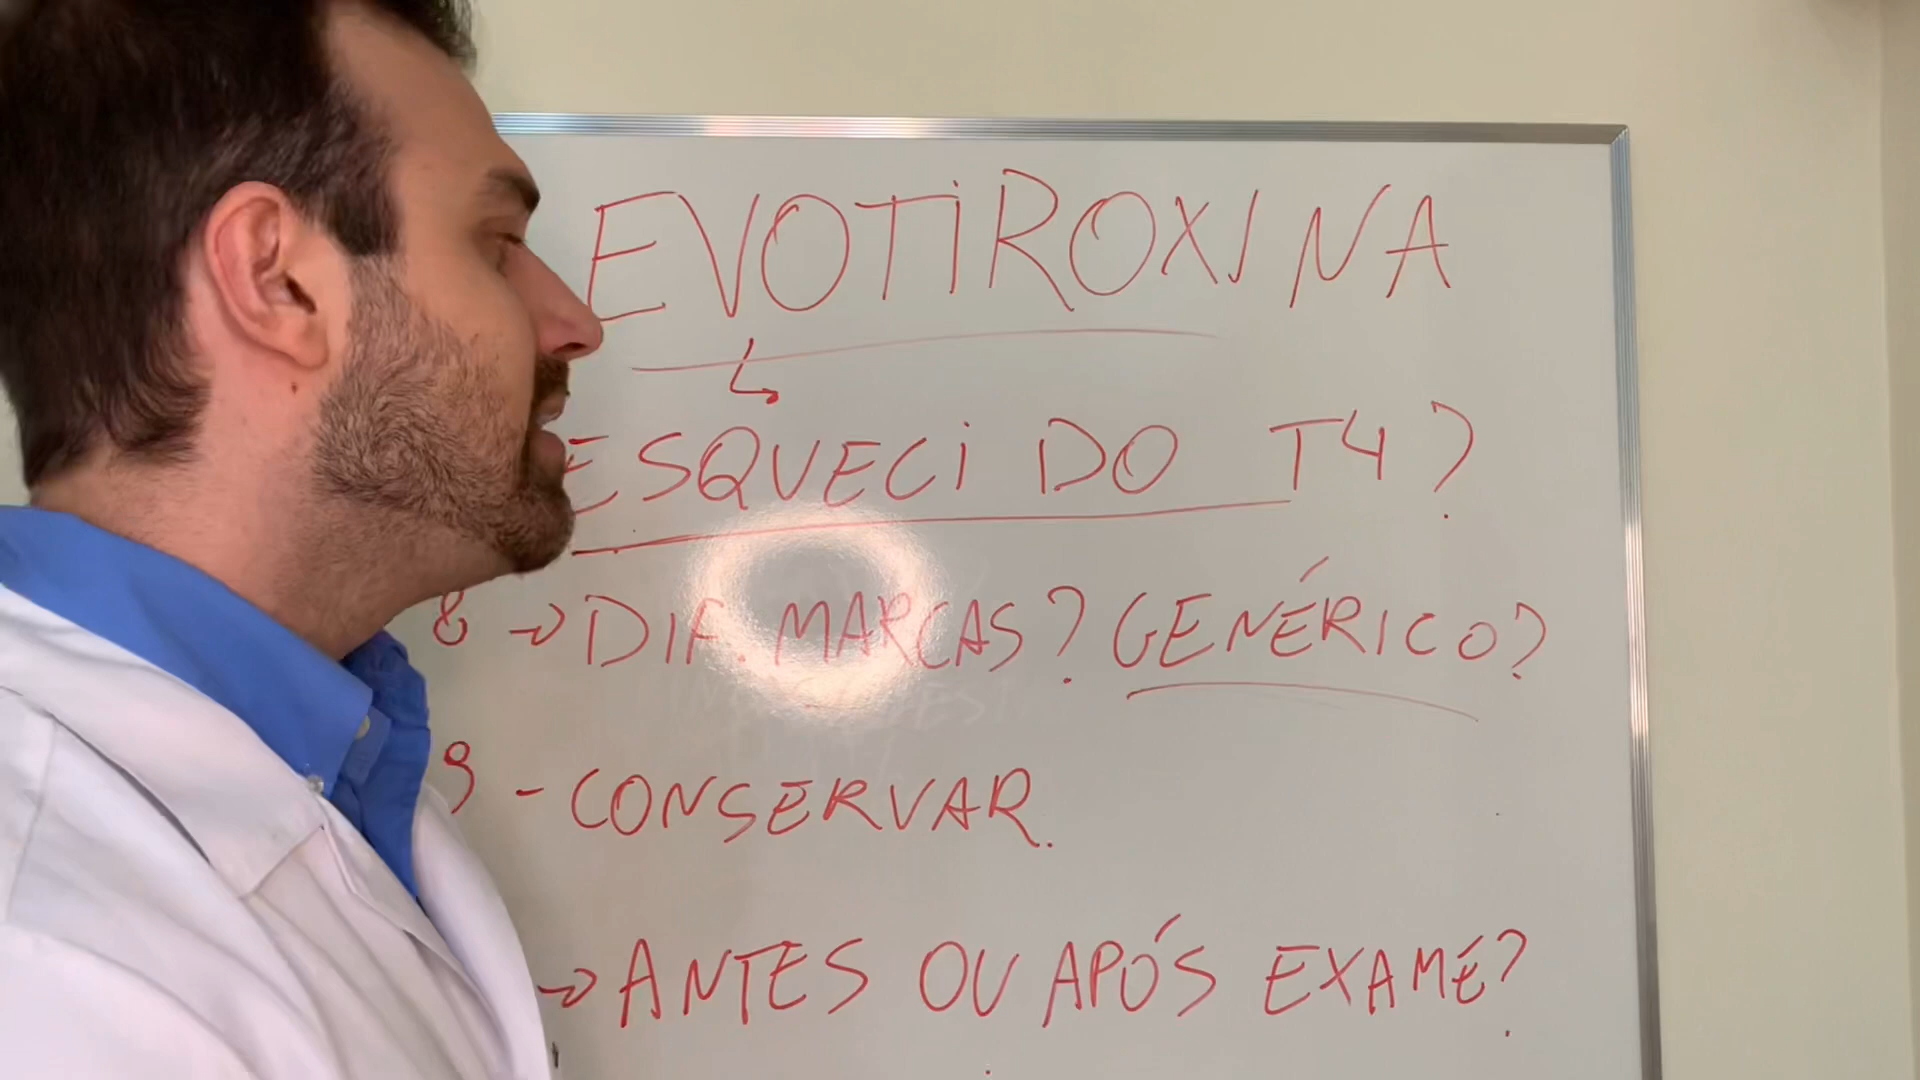 EVOTIROXINA
ESQUECI DO T4?
8 → DIF. MARCAS? GENÉRICO?
9 - CONSERVAR.
→ ANTES OU APÓS EXAME?